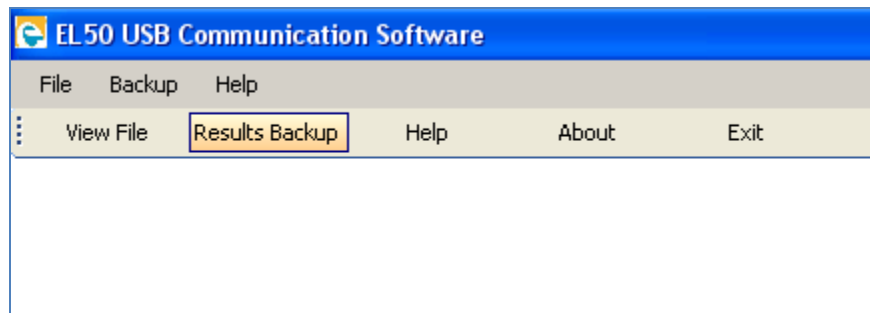 EL50 USB Communication Software
File Backup Help
View File Results Backup Help About Exit